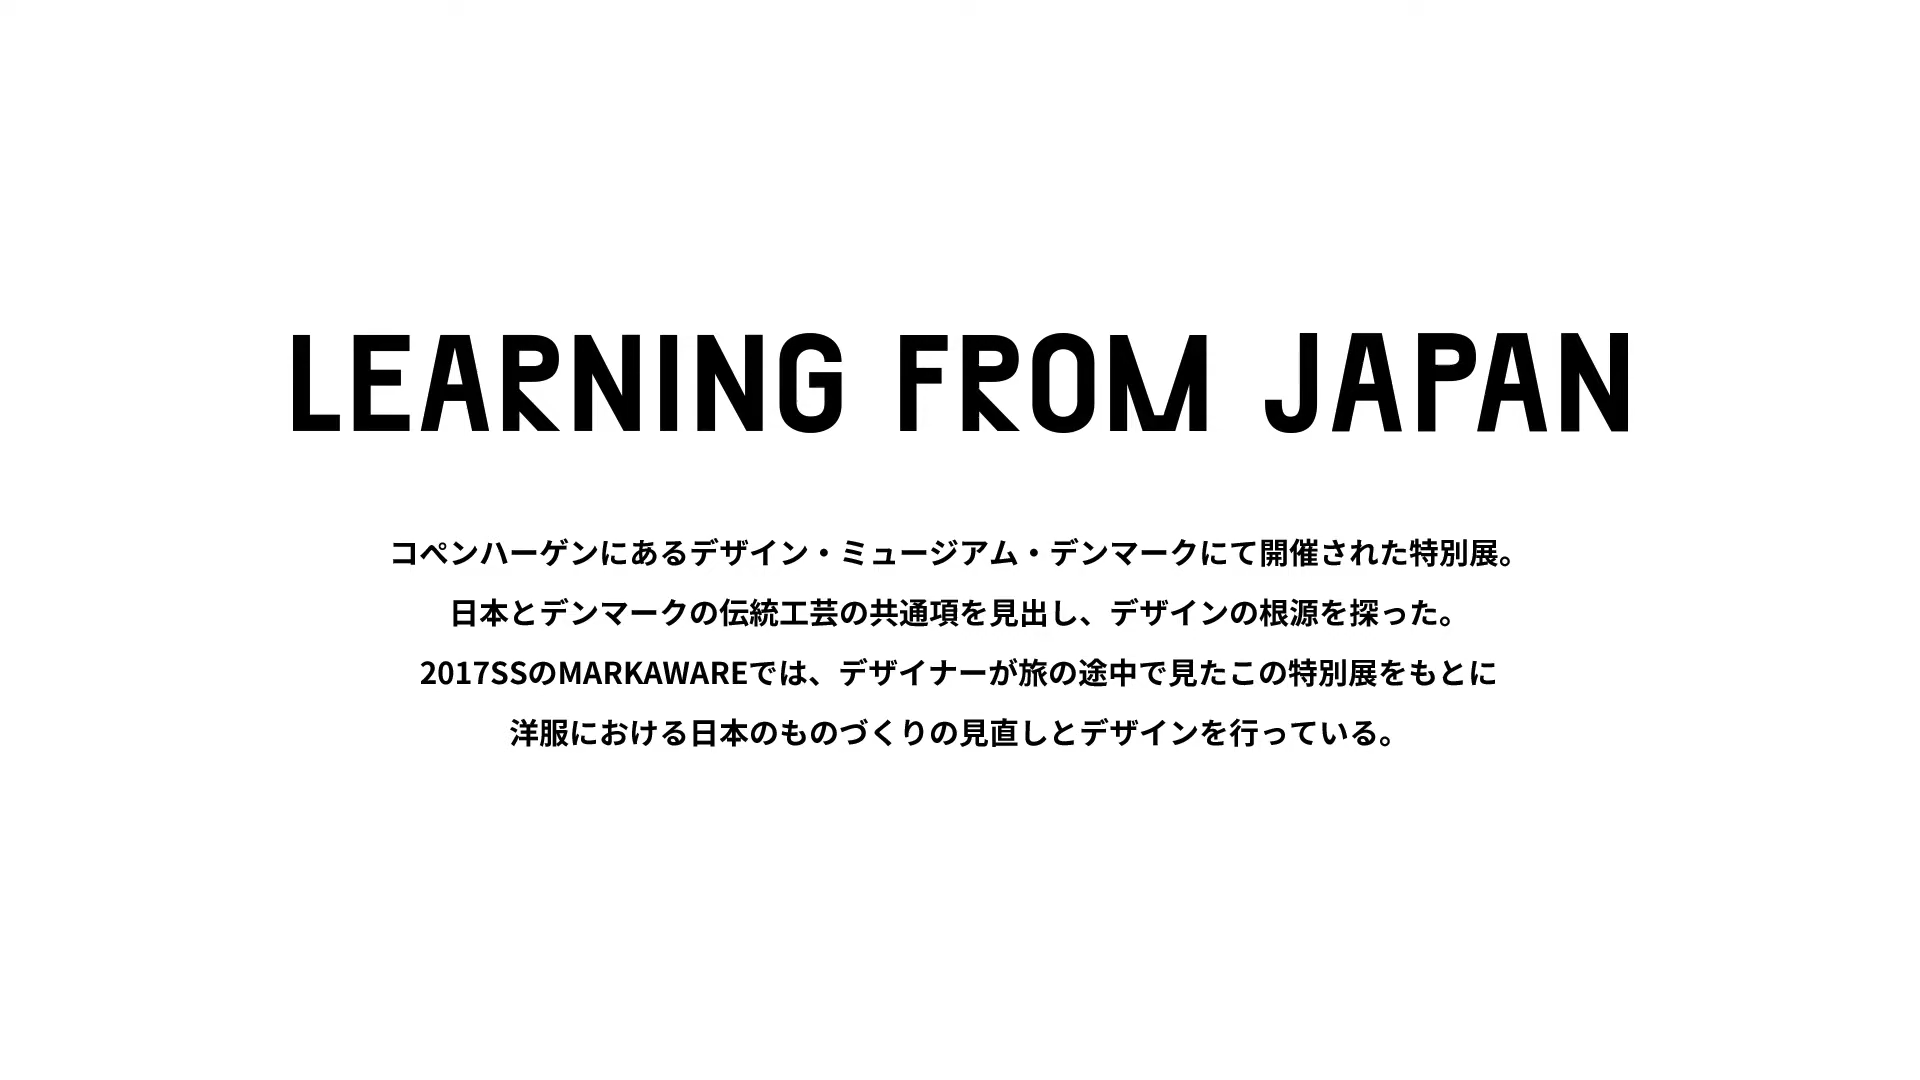 LEARNING FROM JAPAN
コペンハーゲンにあるデザイン・ミュージアム・デンマークにて開催された特別展。
日本とデンマークの伝統工芸の共通項を見出し、デザインの根源を探った。
2017SSのMARKAWAREでは、デザイナーが旅の途中で見たこの特別展をもとに
洋服における日本のものづくりの見直しとデザインを行っている。